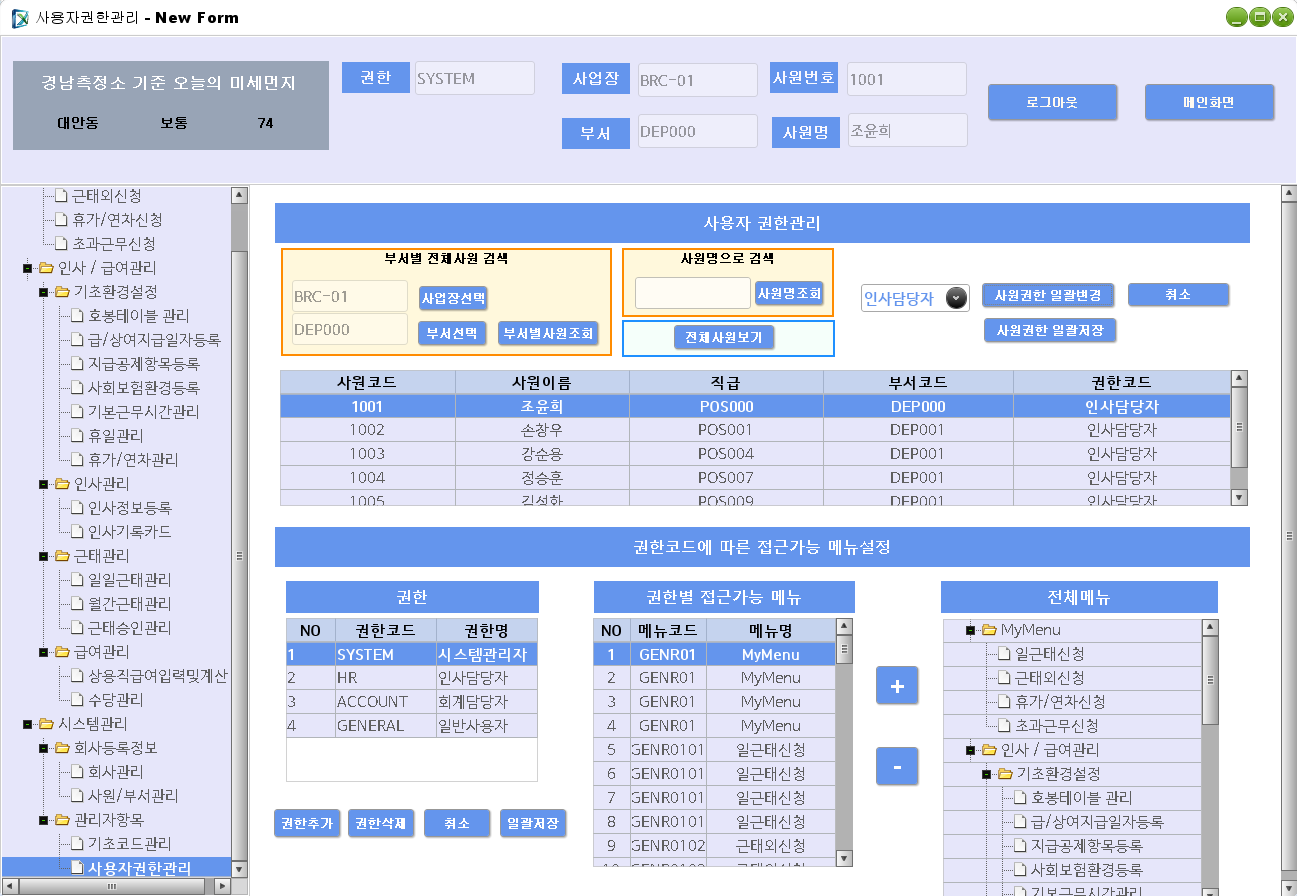 사용자권한관리 - New Form
경남측정소 기준 오늘의 미세먼지
대안동 보통 74
권한 SYSTEM
사업장 BRC-01
사원번호 1001
부서 DEP000
사원명 조윤희
로그아웃
메인화면
근태외신청
휴가/연차신청
초과근무신청
인사 / 급여관리
기초환경설정
호봉테이블 관리
급/상여지급일자등록
지급공제항목등록
사회보험환경등록
기본근무시간관리
휴일관리
휴가/연차관리
인사관리
인사정보등록
인사기록카드
근태관리
일일근태관리
월간근태관리
근태승인관리
급여관리
상용직급여입력및계산
수당관리
시스템관리
회사등록정보
회사관리
사원/부서관리
관리자항목
기초코드관리
사용자권한관리
사용자 권한관리
부서별 전체사원 검색
BRC-01 사업장선택
DEP000 부서선택 부서별사원조회
사원명으로 검색
사원명조회
전체사원보기
인사담당자
사원권한 일괄변경
취소
사원권한 일괄저장
사원코드 사원이름 직급 부서코드 권한코드
1001 조윤희 POS000 DEP000 인사담당자
1002 손창우 POS001 DEP001 인사담당자
1003 강순용 POS004 DEP001 인사담당자
1004 정승훈 POS007 DEP001 인사담당자
1005 김석화 POS009 DEP001 인사담당자
권한코드에 따른 접근가능 메뉴설정
권한
NO 권한코드 권한명
1 SYSTEM 시스템관리자
2 HR 인사담당자
3 ACCOUNT 회계담당자
4 GENERAL 일반사용자
권한추가 권한삭제 취소 일괄저장
권한별 접근가능 메뉴
NO 메뉴코드 메뉴명
1 GENR01 MyMenu
2 GENR01 MyMenu
3 GENR01 MyMenu
4 GENR01 MyMenu
5 GENR0101 일근태신청
6 GENR0101 일근태신청
7 GENR0101 일근태신청
8 GENR0101 일근태신청
9 GENR0102 근태외신청
10 GENR0102 근태외신청
+
-
전체메뉴
MyMenu
일근태신청
근태외신청
휴가/연차신청
초과근무신청
인사 / 급여관리
기초환경설정
호봉테이블 관리
급/상여지급일자등록
지급공제항목등록
사회보험환경등록
기본근무시간관리